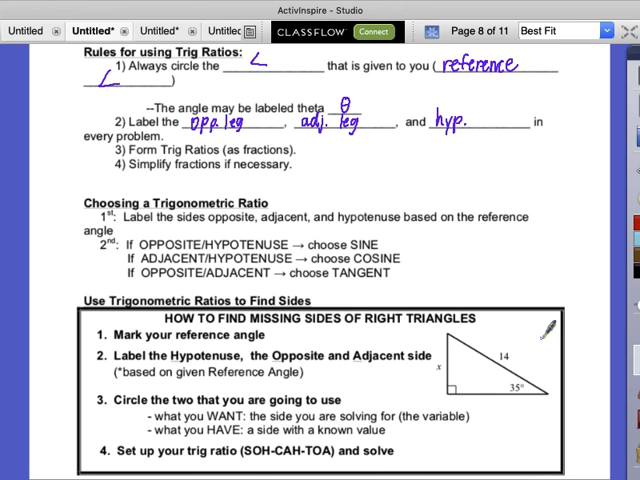 ActivInspire - Studio
Untitled Untitled* Untitled* Untitled CLASSFLOW Connect Page 8 of 11 Best Fit
Rules for using Trig Ratios:
1) Always circle the ∠ that is given to you ( reference
∠ )
--The angle may be labeled theta θ
2) Label the opp. leg , adj. leg , and hyp. in
every problem.
3) Form Trig Ratios (as fractions).
4) Simplify fractions if necessary.
Choosing a Trigonometric Ratio
1st: Label the sides opposite, adjacent, and hypotenuse based on the reference
angle
2nd: If OPPOSITE/HYPOTENUSE → choose SINE
If ADJACENT/HYPOTENUSE → choose COSINE
If OPPOSITE/ADJACENT → choose TANGENT
Use Trigonometric Ratios to Find Sides
HOW TO FIND MISSING SIDES OF RIGHT TRIANGLES
1. Mark your reference angle
2. Label the Hypotenuse, the Opposite and Adjacent side
(*based on given Reference Angle)
x 14 35°
3. Circle the two that you are going to use
- what you WANT: the side you are solving for (the variable)
- what you HAVE: a side with a known value
4. Set up your trig ratio (SOH-CAH-TOA) and solve